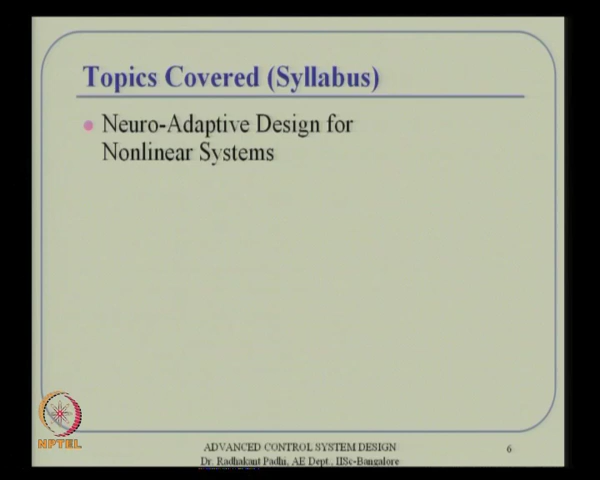 Topics Covered (Syllabus)
Neuro-Adaptive Design for
Nonlinear Systems
NPTEL
ADVANCED CONTROL SYSTEM DESIGN
Dr. Radhakant Padhi, AE Dept., IISc-Bangalore
6